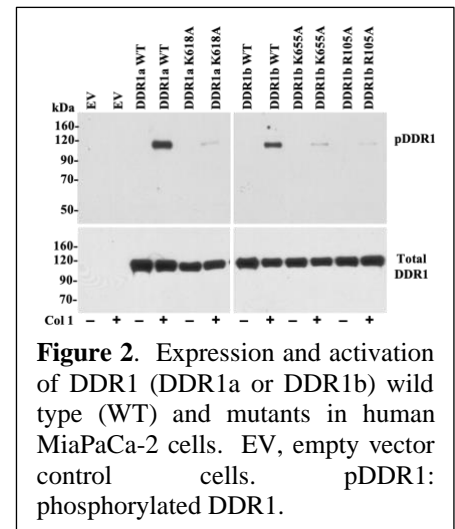 EV
EV
DDR1a WT
DDR1a WT
DDR1a K618A
DDR1a K618A
DDR1b WT
DDR1b WT
DDR1b K655A
DDR1b K655A
DDR1b R105A
DDR1b R105A
kDa
160-
120- pDDR1
90-
70-
50-
160-
120- Total
90- DDR1
70-
Col 1 – + – + – + – + – + – +
Figure 2. Expression and activation
of DDR1 (DDR1a or DDR1b) wild
type (WT) and mutants in human
MiaPaCa-2 cells. EV, empty vector
control cells. pDDR1:
phosphorylated DDR1.